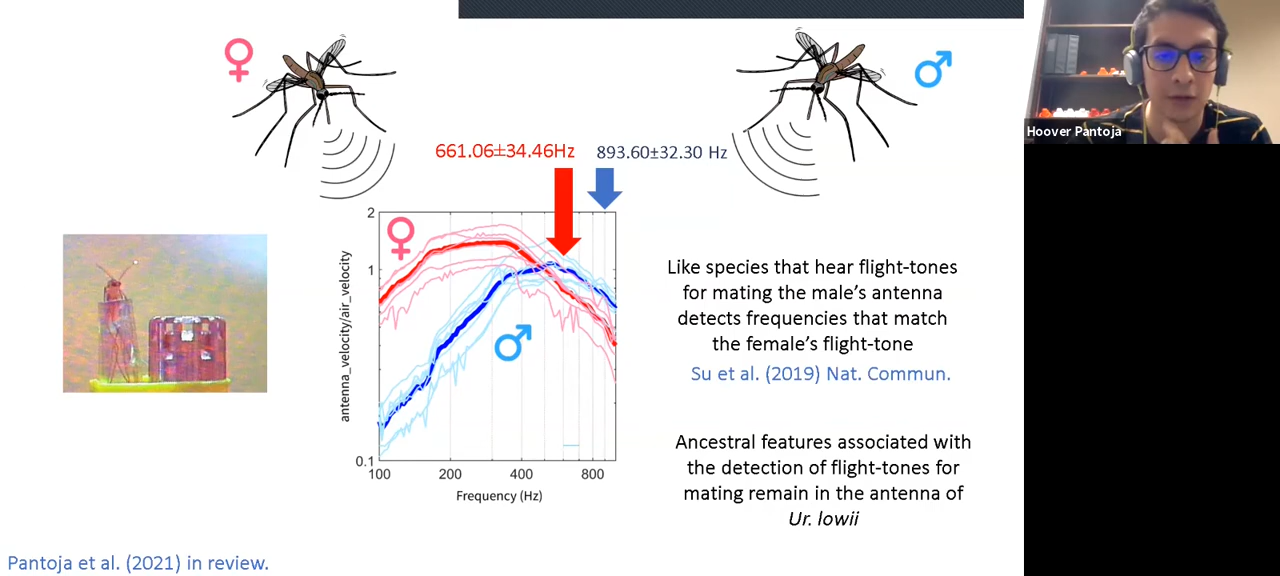 Hoover Pantoja
661.06±34.46Hz
893.60±32.30 Hz
2
1
0.1
antenna_velocity/air_velocity
100
200
400
800
Frequency (Hz)
Like species that hear flight-tones
for mating the male's antenna
detects frequencies that match
the female's flight-tone
Su et al. (2019) Nat. Commun.
Ancestral features associated with
the detection of flight-tones for
mating remain in the antenna of
Ur. lowii
Pantoja et al. (2021) in review.